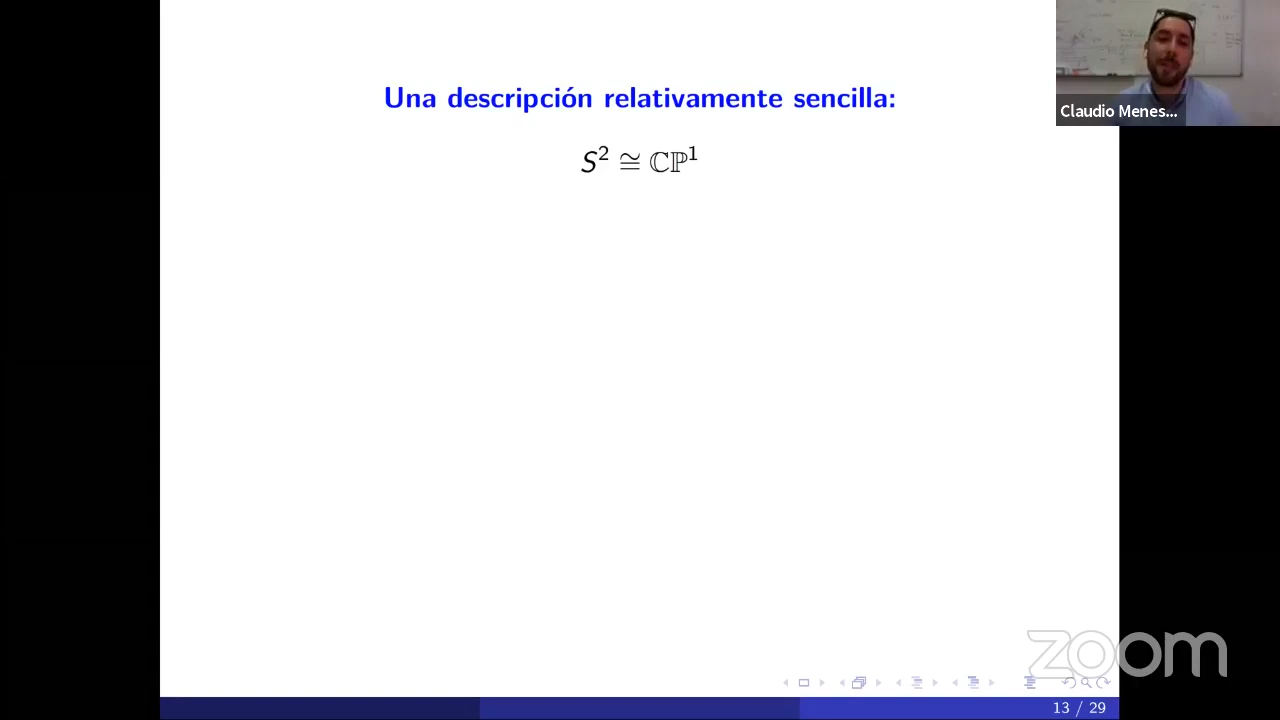 Una descripción relativamente sencilla:
S² ≅ ℂℙ¹
Claudio Menes...
zoom
13 / 29